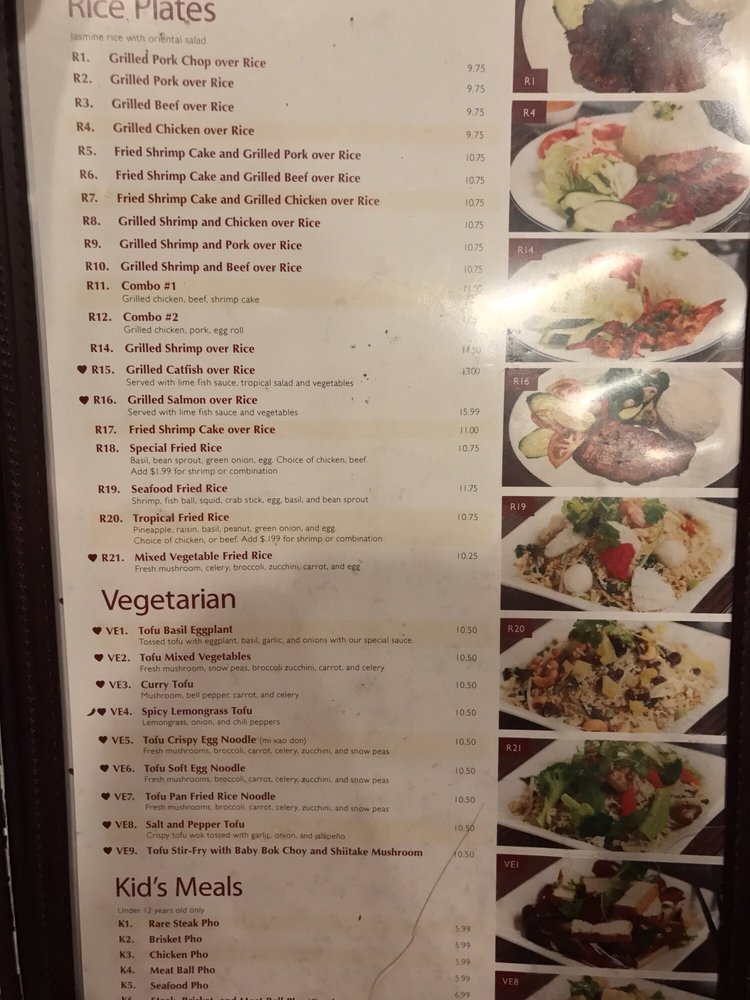 Rice Plates
Jasmine rice with oriental salad
R1. Grilled Pork Chop over Rice 9.75
R2. Grilled Pork over Rice 9.75
R3. Grilled Beef over Rice 9.75
R4. Grilled Chicken over Rice 9.75
R5. Fried Shrimp Cake and Grilled Pork over Rice 10.75
R6. Fried Shrimp Cake and Grilled Beef over Rice 10.75
R7. Fried Shrimp Cake and Grilled Chicken over Rice 10.75
R8. Grilled Shrimp and Chicken over Rice 10.75
R9. Grilled Shrimp and Pork over Rice 10.75
R10. Grilled Shrimp and Beef over Rice 10.75
R11. Combo #1 11.50
Grilled chicken, beef, shrimp cake
R12. Combo #2
Grilled chicken, pork, egg roll
R14. Grilled Shrimp over Rice 11.50
R15. Grilled Catfish over Rice 13.00
Served with lime fish sauce, tropical salad and vegetables
R16. Grilled Salmon over Rice
Served with lime fish sauce and vegetables 15.99
R17. Fried Shrimp Cake over Rice 11.00
R18. Special Fried Rice 10.75
Basil, bean sprout, green onion, egg. Choice of chicken, beef.
Add $1.99 for shrimp or combination
R19. Seafood Fried Rice 11.75
Shrimp, fish ball, squid, crab stick, egg, basil, and bean sprout
R20. Tropical Fried Rice 10.75
Pineapple, raisin, basil, peanut, green onion, and egg.
Choice of chicken, or beef. Add $.199 for shrimp or combination
R21. Mixed Vegetable Fried Rice 10.25
Fresh mushroom, celery, broccoli, zucchini, carrot, and egg
Vegetarian
VE1. Tofu Basil Eggplant 10.50
Tossed tofu with eggplant, basil, garlic, and onions with our special sauce.
VE2. Tofu Mixed Vegetables 10.50
Fresh mushroom, snow peas, broccoli zucchini, carrot, and celery
VE3. Curry Tofu 10.50
Mushroom, bell pepper, carrot, and celery
VE4. Spicy Lemongrass Tofu 10.50
Lemongrass, onion, and chili peppers
VE5. Tofu Crispy Egg Noodle (mi xao don) 10.50
Fresh mushrooms, broccoli, carrot, celery, zucchini, and snow peas
VE6. Tofu Soft Egg Noodle 10.50
Fresh mushrooms, broccoli, carrot, celery, zucchini, and snow peas
VE7. Tofu Pan Fried Rice Noodle 10.50
Fresh mushrooms, broccoli, carrot, celery, zucchini, and snow peas
VE8. Salt and Pepper Tofu 10.50
Crispy tofu wok tossed with garlic, onion, and jalapeño
VE9. Tofu Stir-Fry with Baby Bok Choy and Shiitake Mushroom 10.50
Kid's Meals
Under 12 years old only
K1. Rare Steak Pho 5.99
K2. Brisket Pho 5.99
K3. Chicken Pho 5.99
K4. Meat Ball Pho 5.99
K5. Seafood Pho 6.99
R1
R4
R14
R16
R19
R20
R21
VE1
VE8